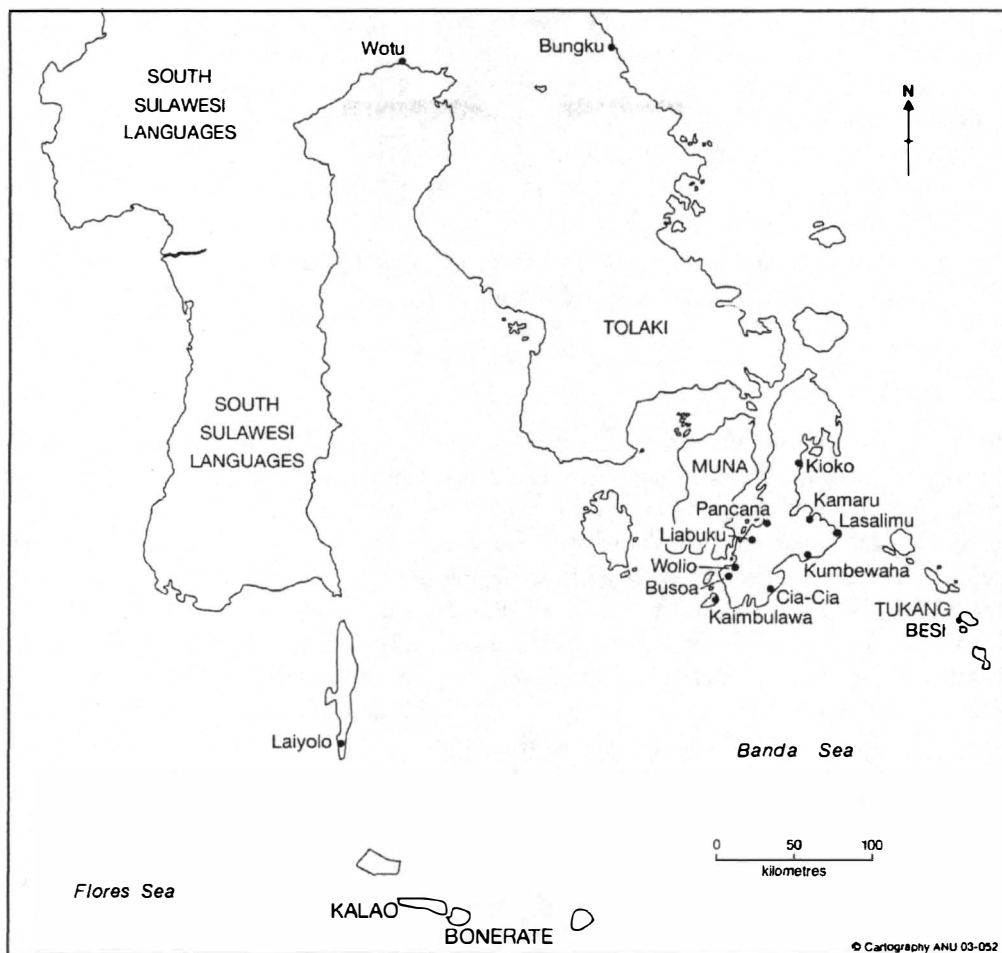 Wotu
Bungku
SOUTH
SULAWESI
LANGUAGES
N
TOLAKI
SOUTH
SULAWESI
LANGUAGES
MUNA
Kioko
Pancana
Kamaru
Lasalimu
Liabuku
Wolio
Kumbewaha
Busoa
Cia-Cia
Kaimbulawa
TUKANG
BESI
Laiyolo
Banda Sea
0 50 100
kilometres
Flores Sea
KALAO
BONERATE
© Cartography ANU 03-052